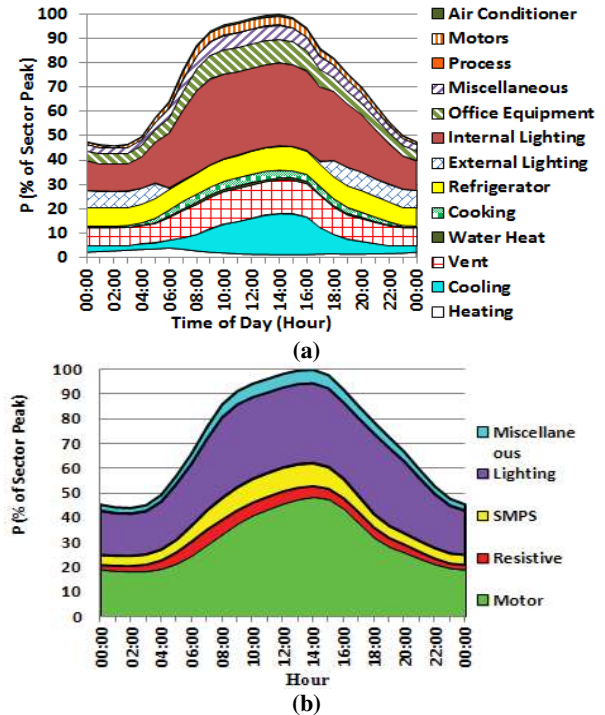 P (% of Sector Peak)
100
90
80
70
60
50
40
30
20
10
0
00:00
02:00
04:00
06:00
08:00
10:00
12:00
14:00
16:00
18:00
20:00
22:00
00:00
Time of Day (Hour)
Air Conditioner
Motors
Process
Miscellaneous
Office Equipment
Internal Lighting
External Lighting
Refrigerator
Cooking
Water Heat
Vent
Cooling
Heating
(a)
P (% of Sector Peak)
100
90
80
70
60
50
40
30
20
10
0
00:00
02:00
04:00
06:00
08:00
10:00
12:00
14:00
16:00
18:00
20:00
22:00
00:00
Hour
Miscellane
ous
Lighting
SMPS
Resistive
Motor
(b)